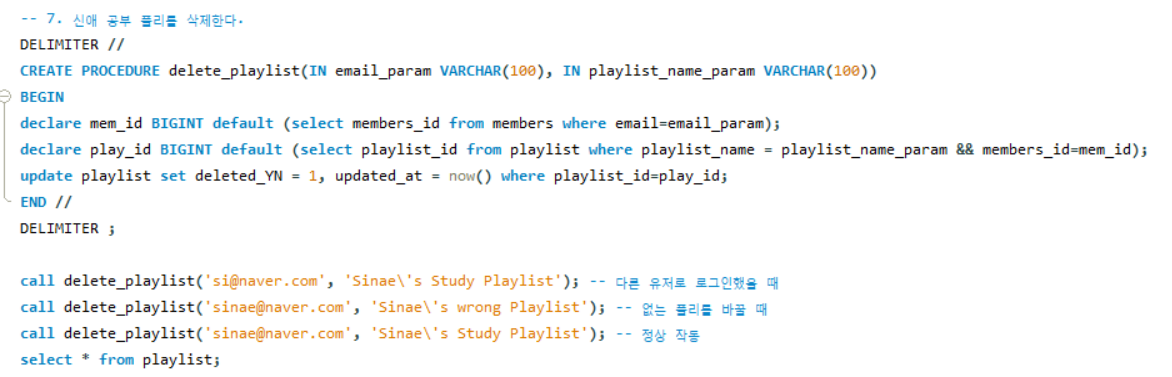 -- 7. 신애 공부 플리를 삭제한다.
DELIMITER //
CREATE PROCEDURE delete_playlist(IN email_param VARCHAR(100), IN playlist_name_param VARCHAR(100))
BEGIN
declare mem_id BIGINT default (select members_id from members where email=email_param);
declare play_id BIGINT default (select playlist_id from playlist where playlist_name = playlist_name_param && members_id=mem_id);
update playlist set deleted_YN = 1, updated_at = now() where playlist_id=play_id;
END //
DELIMITER ;
call delete_playlist('si@naver.com', 'Sinae\'s Study Playlist'); -- 다른 유저로 로그인했을 때
call delete_playlist('sinae@naver.com', 'Sinae\'s wrong Playlist'); -- 없는 플리를 바꿀 때
call delete_playlist('sinae@naver.com', 'Sinae\'s Study Playlist'); -- 정상 작동
select * from playlist;